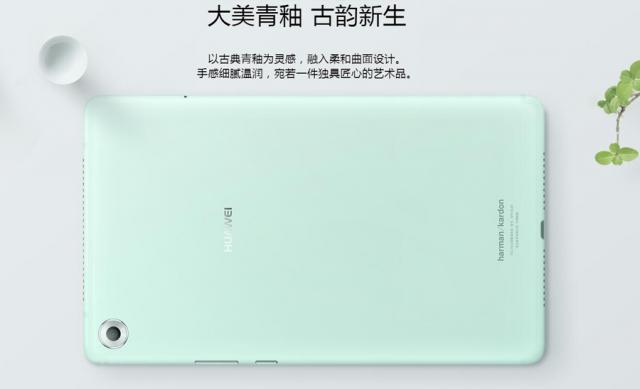 大美青釉 古韵新生
以古典青釉为灵感，融入柔和曲面设计。
手感细腻温润，宛若一件独具匠心的艺术品。
HUAWEI
harman/kardon